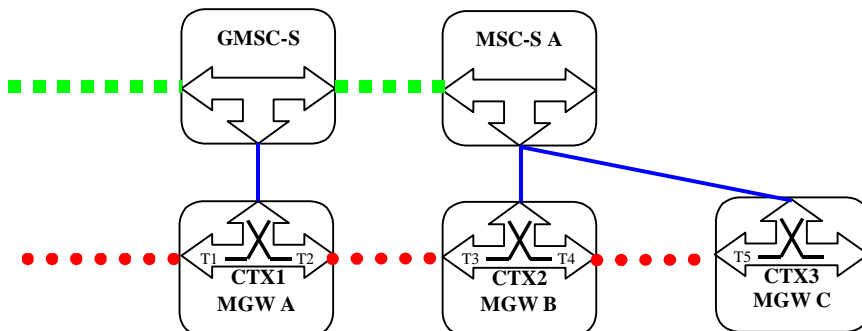 GMSC-S
MSC-S A
T1 T2
CTX1
MGW A
T3 T4
CTX2
MGW B
T5
CTX3
MGW C